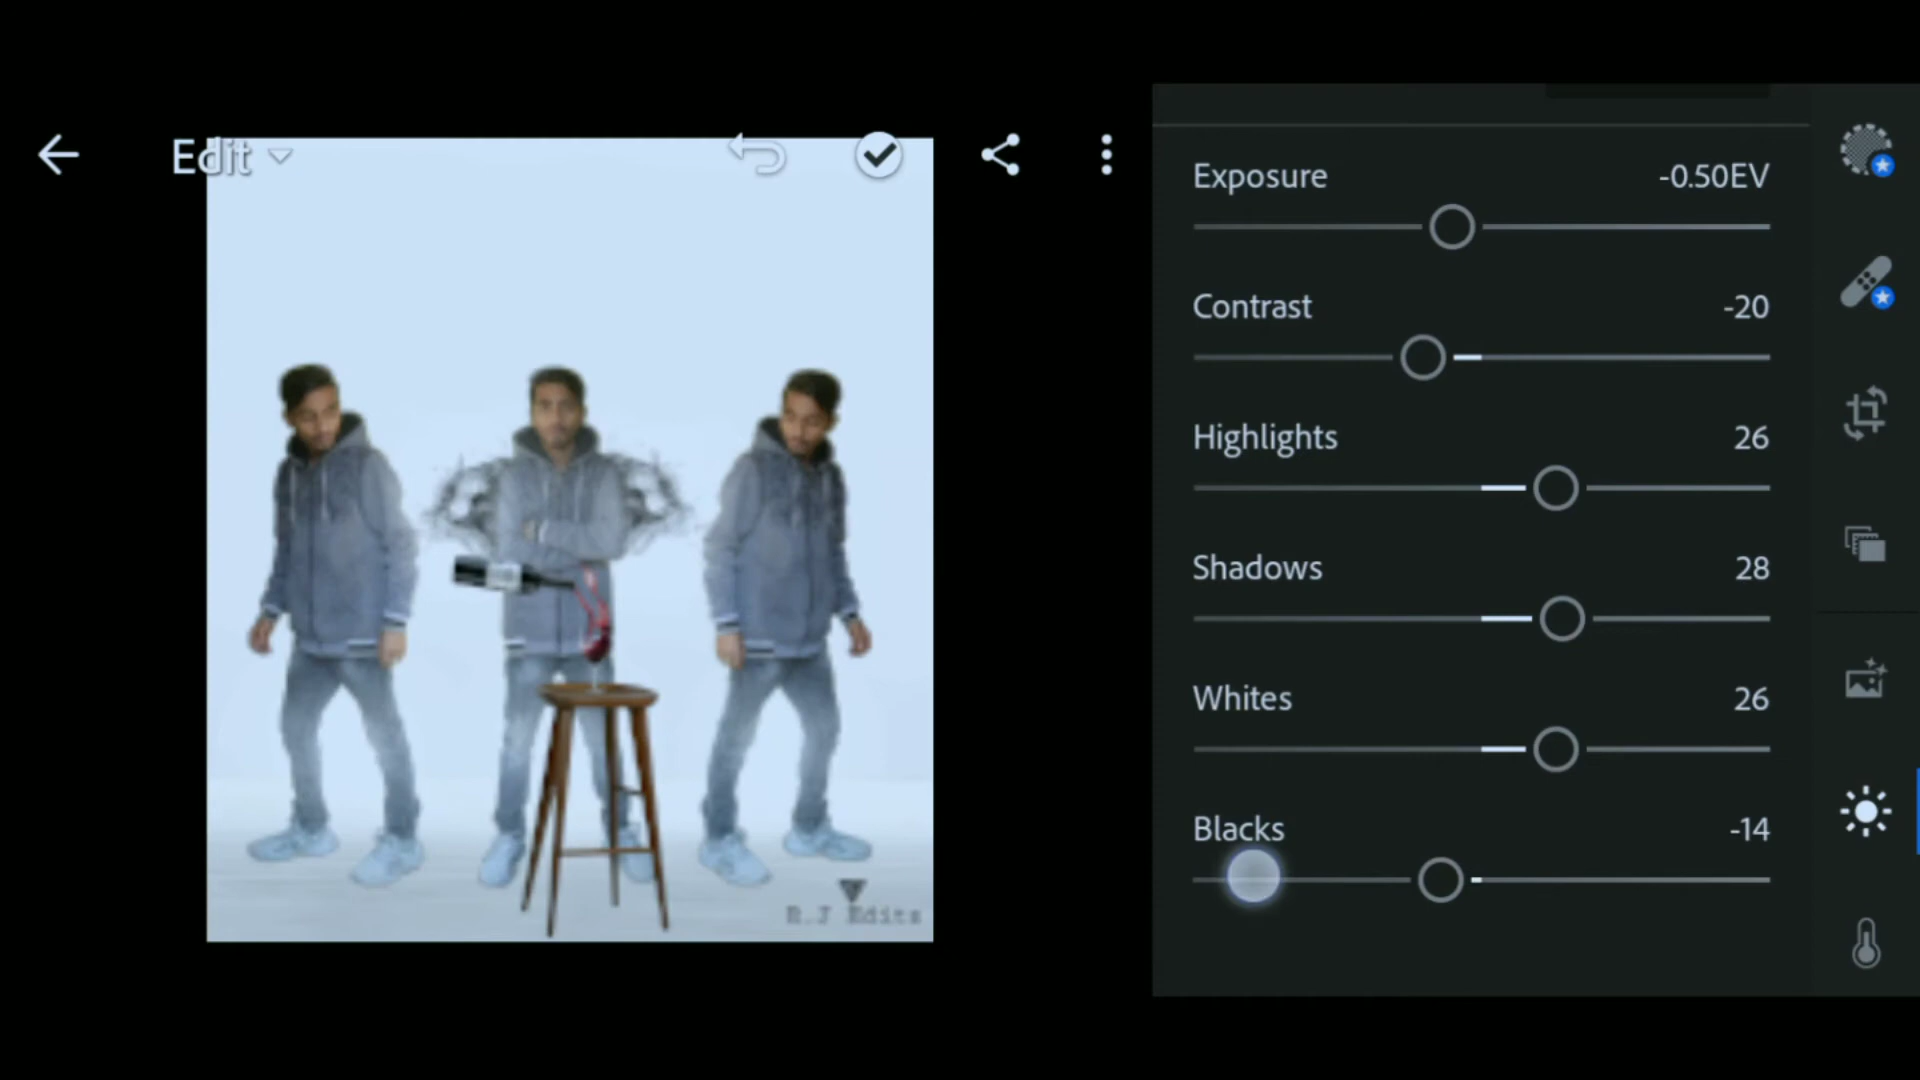 Edit
Exposure -0.50EV
Contrast -20
Highlights 26
Shadows 28
Whites 26
Blacks -14
R.J Edits